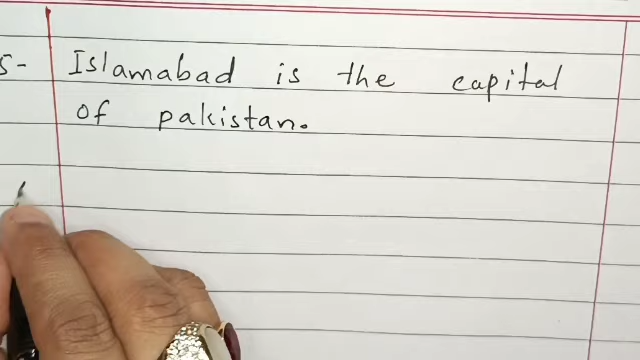 5- Islamabad is the capital
of pakistan.